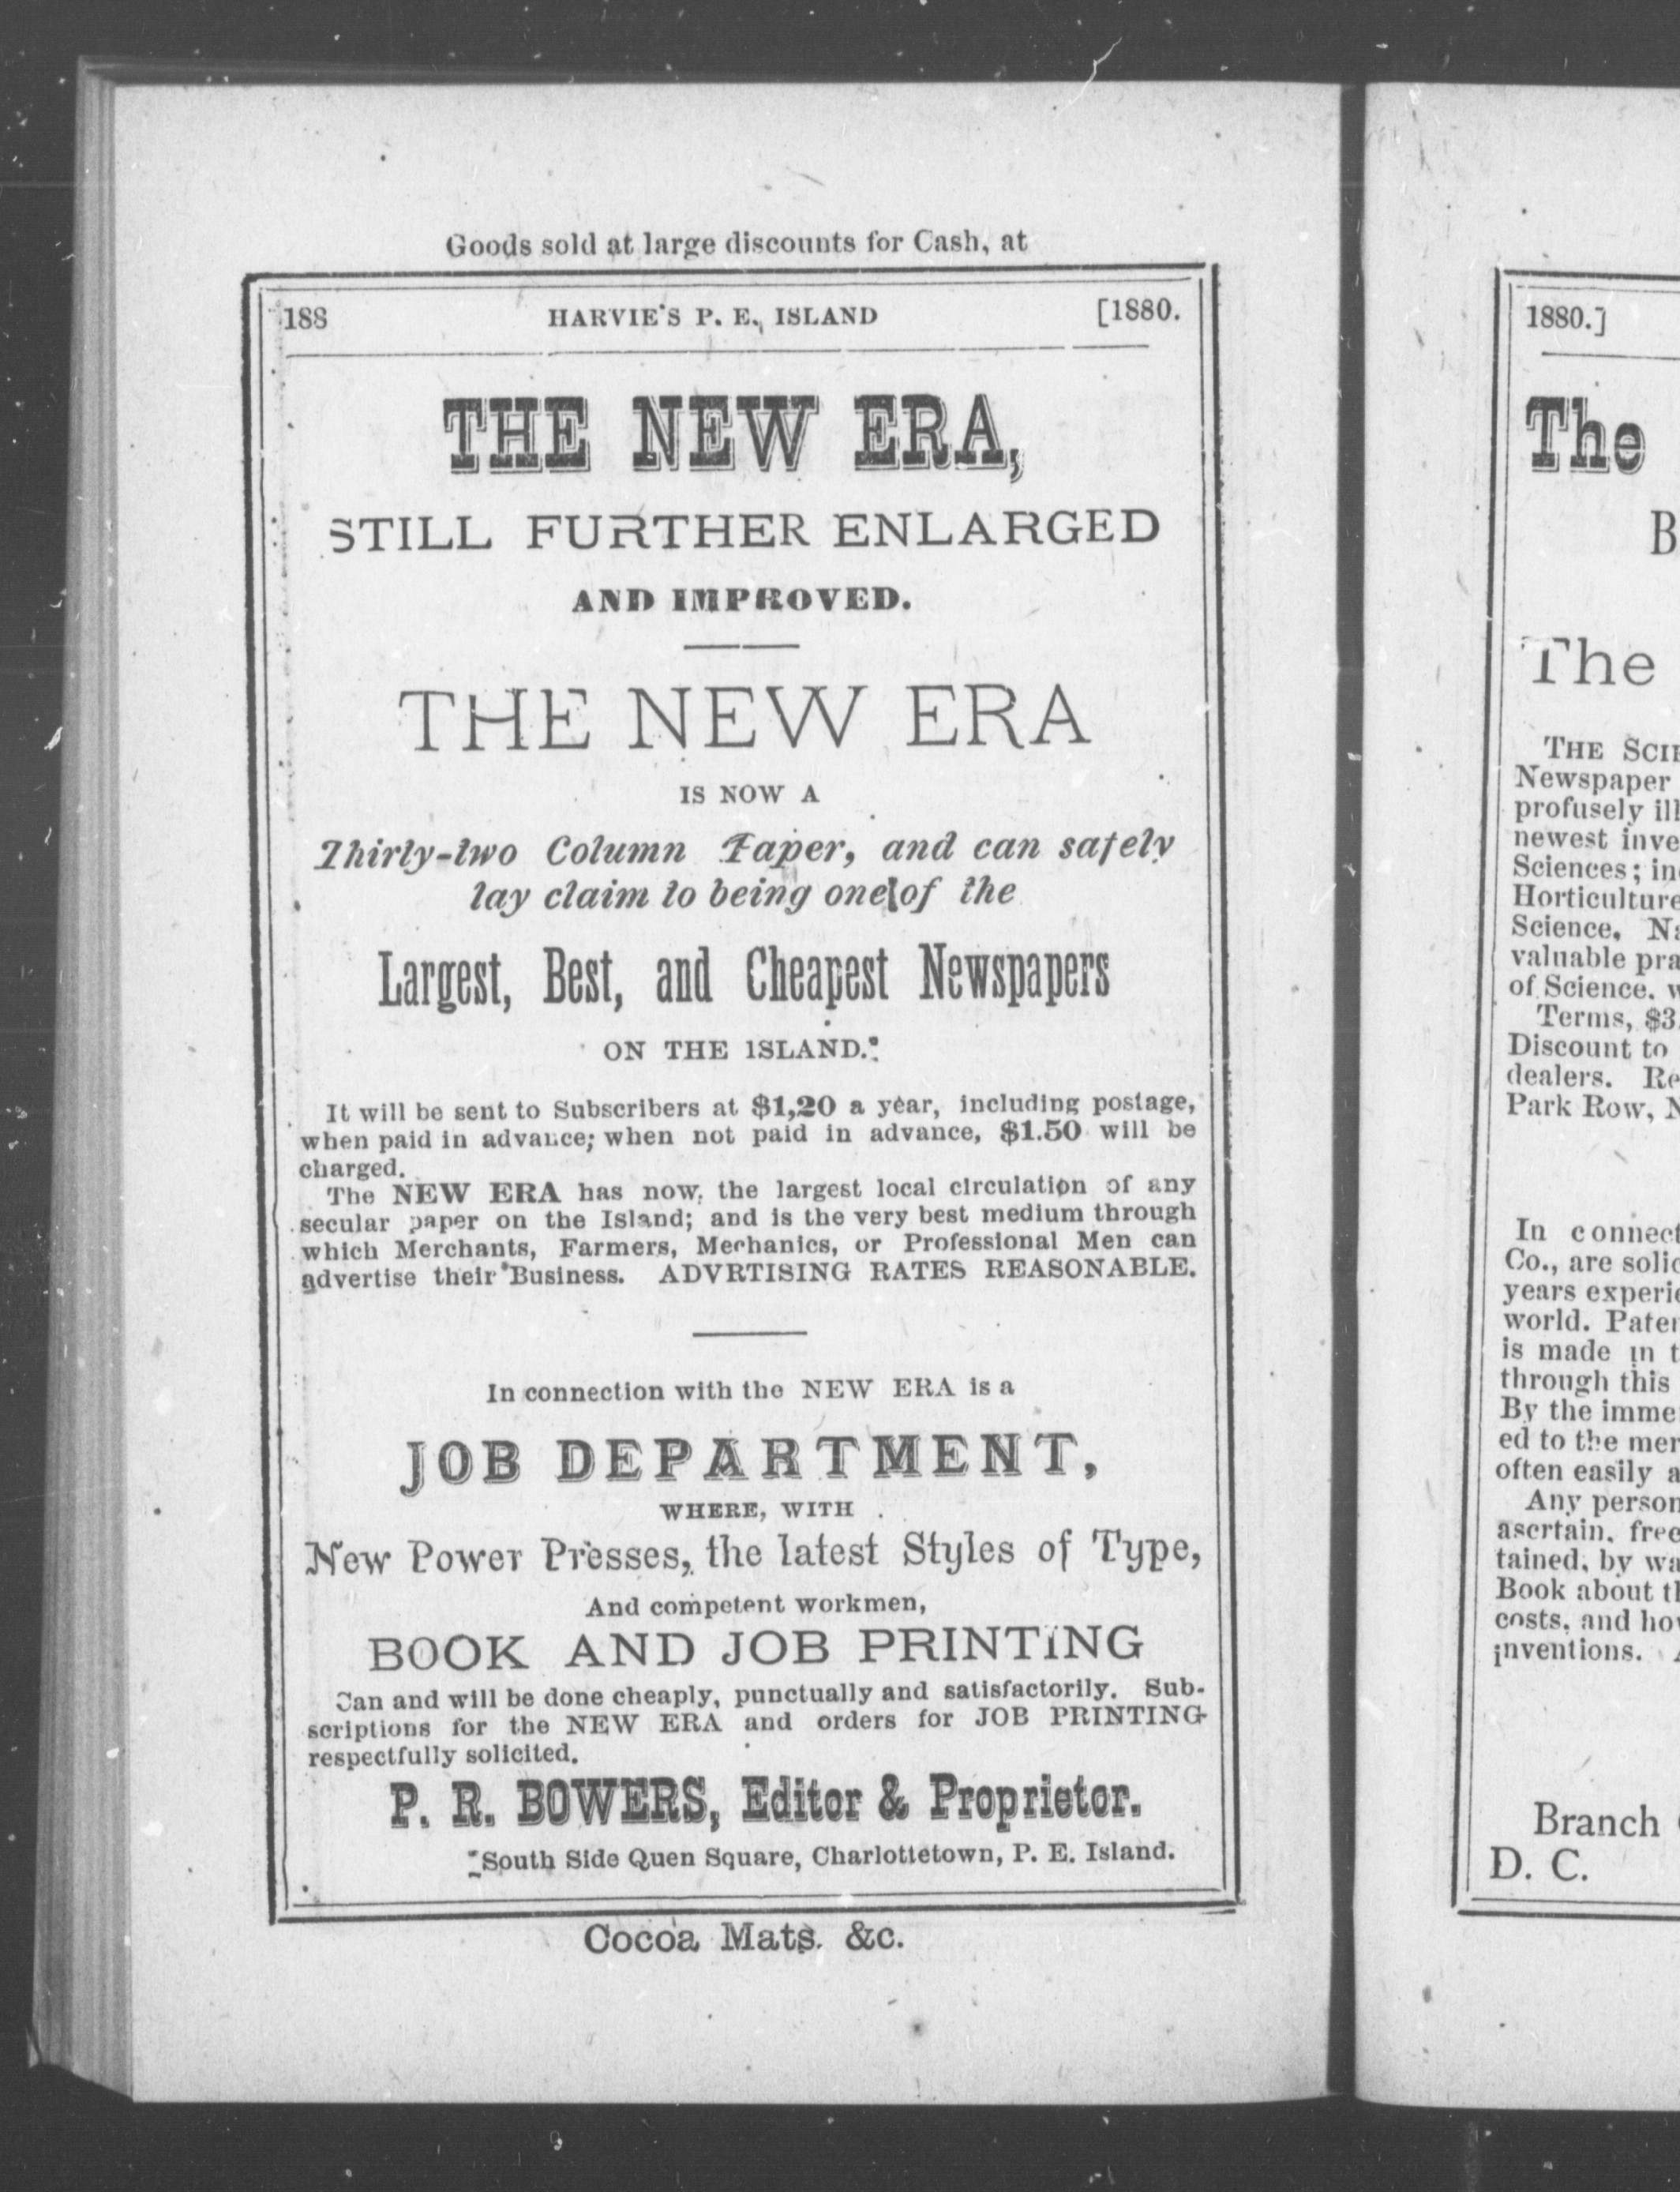 Goods sold at large discounts for Cash, at
188 HARVIE'S P. E. ISLAND [1880.
THE NEW ERA,
STILL FURTHER ENLARGED
AND IMPROVED.
THE NEW ERA
IS NOW A
Thirty-two Column Paper, and can safely
lay claim to being one of the
Largest, Best, and Cheapest Newspapers
ON THE ISLAND.
It will be sent to Subscribers at $1,20 a year, including postage,
when paid in advance; when not paid in advance, $1.50 will be
charged.
The NEW ERA has now, the largest local circulation of any
secular paper on the Island; and is the very best medium through
which Merchants, Farmers, Mechanics, or Professional Men can
advertise their Business. ADVRTISING RATES REASONABLE.
In connection with the NEW ERA is a
JOB DEPARTMENT,
WHERE, WITH
New Power Presses, the latest Styles of Type,
And competent workmen,
BOOK AND JOB PRINTING
Can and will be done cheaply, punctually and satisfactorily. Sub-
scriptions for the NEW ERA and orders for JOB PRINTING
respectfully solicited.
P. R. BOWERS, Editor & Proprietor.
South Side Quen Square, Charlottetown, P. E. Island.
Cocoa Mats. &c.
1880.]
The
B
The
THE SCIE
Newspaper
profusely ill
newest inve
Sciences; in
Horticulture
Science, Na
valuable pra
of Science. w
Terms, $3.
Discount to
dealers. Re
Park Row, N
In connect
Co., are solic
years experie
world. Paten
is made in t
through this
By the imme
ed to the mer
often easily a
Any person
ascrtain, free
tained, by wa
Book about th
costs, and how
inventions.
Branch
D. C.